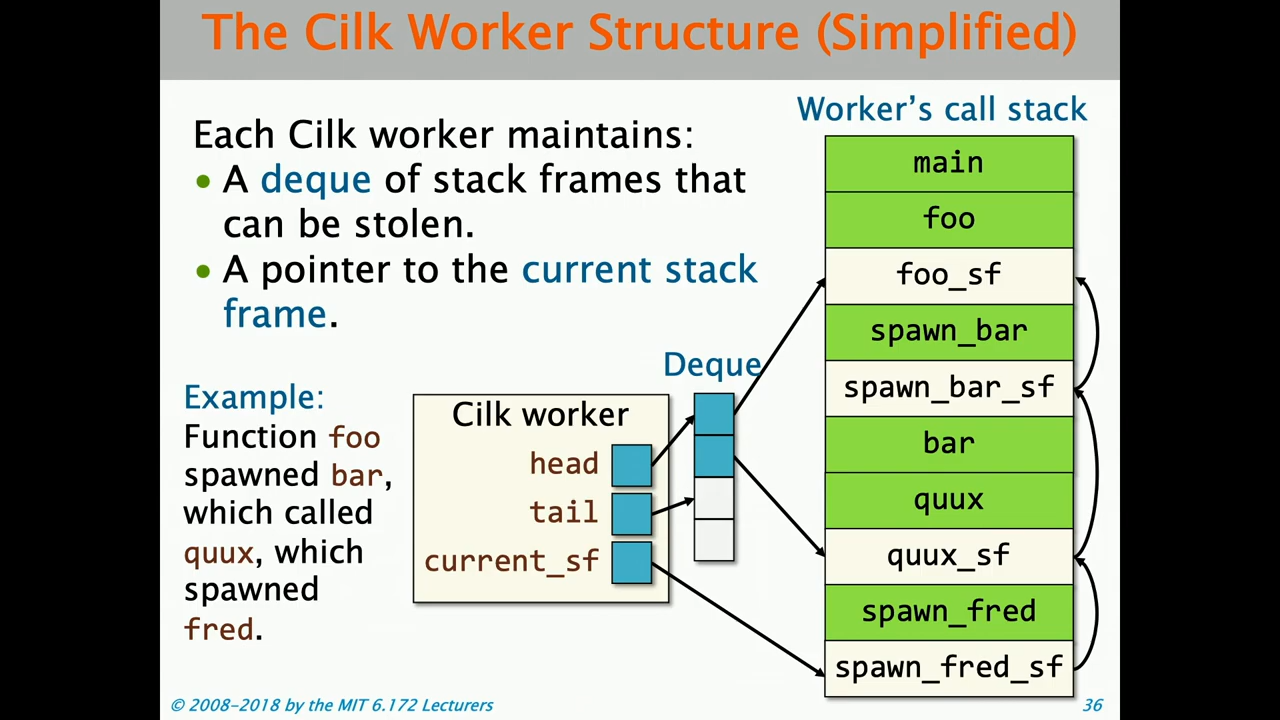 The Cilk Worker Structure (Simplified)
Each Cilk worker maintains:
• A deque of stack frames that
can be stolen.
• A pointer to the current stack
frame.
Example:
Function foo
spawned bar,
which called
quux, which
spawned
fred.
Cilk worker
head
tail
current_sf
Deque
Worker’s call stack
main
foo
foo_sf
spawn_bar
spawn_bar_sf
bar
quux
quux_sf
spawn_fred
spawn_fred_sf
© 2008–2018 by the MIT 6.172 Lecturers
36